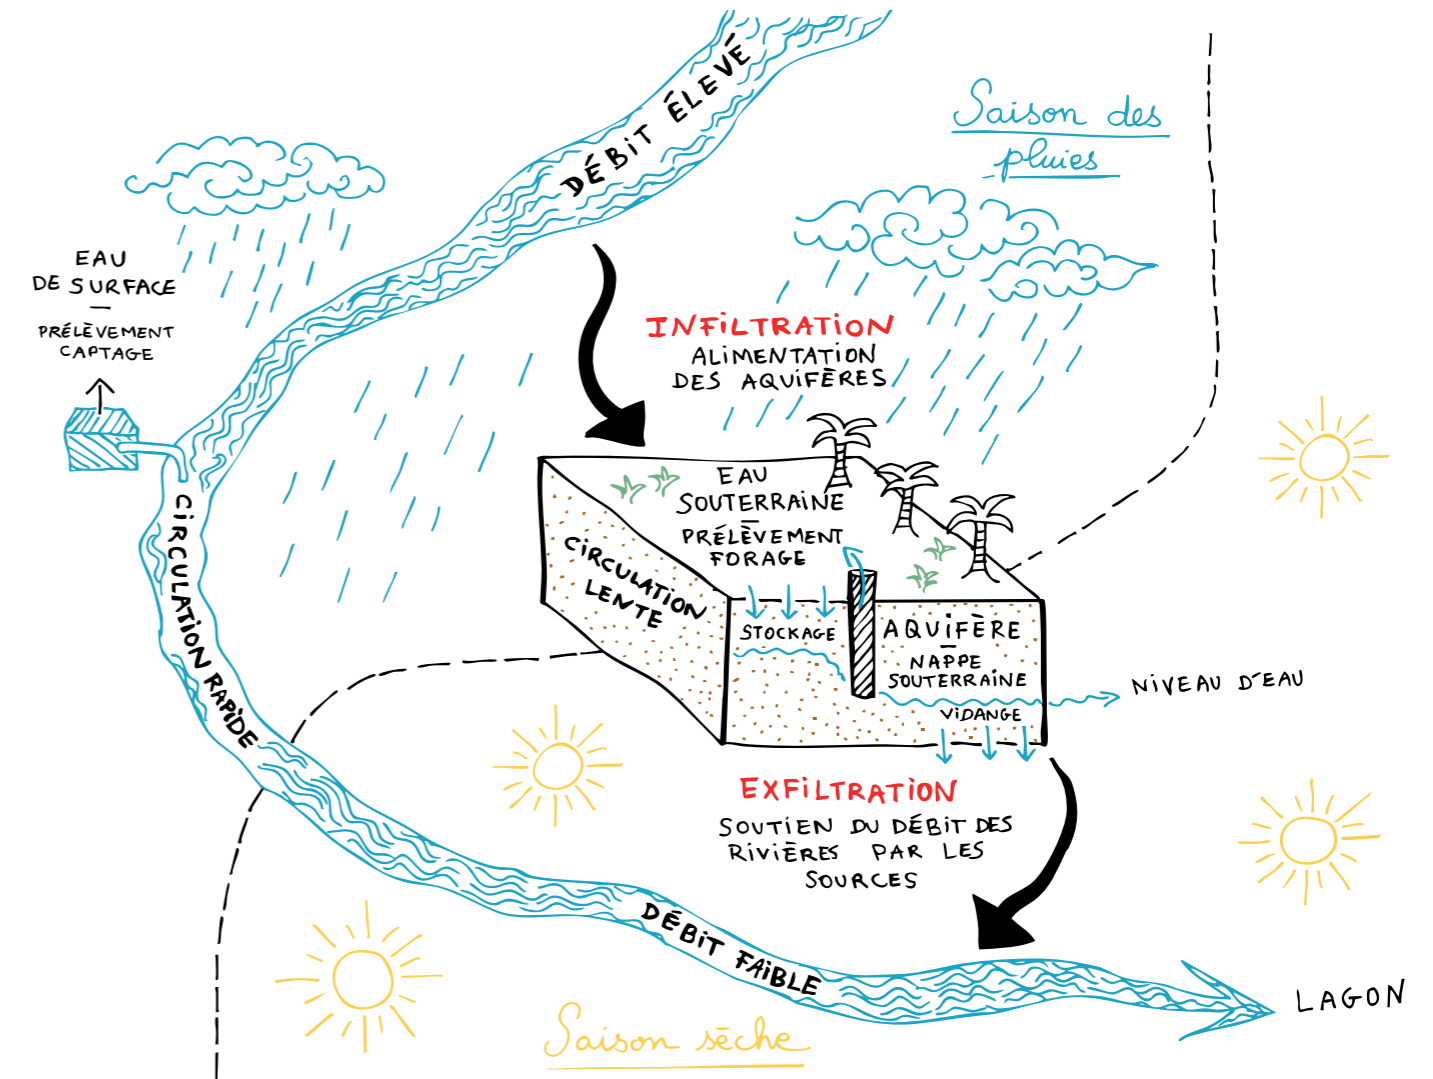 DÉBIT ÉLEVÉ
Saison des
pluies
EAU
DE SURFACE
PRÉLÈVEMENT
CAPTAGE
INFILTRATION
ALIMENTATION
DES AQUIFÈRES
EAU
SOUTERRAINE
PRÉLÈVEMENT
FORAGE
CIRCULATION
LENTE
STOCKAGE
AQUIFÈRE
NAPPE
SOUTERRAINE
VIDANGE
NIVEAU D'EAU
CIRCULATION RAPIDE
EXFILTRATION
SOUTIEN DU DÉBIT DES
RIVIÈRES PAR LES
SOURCES
DÉBIT FAIBLE
LAGON
Saison sèche